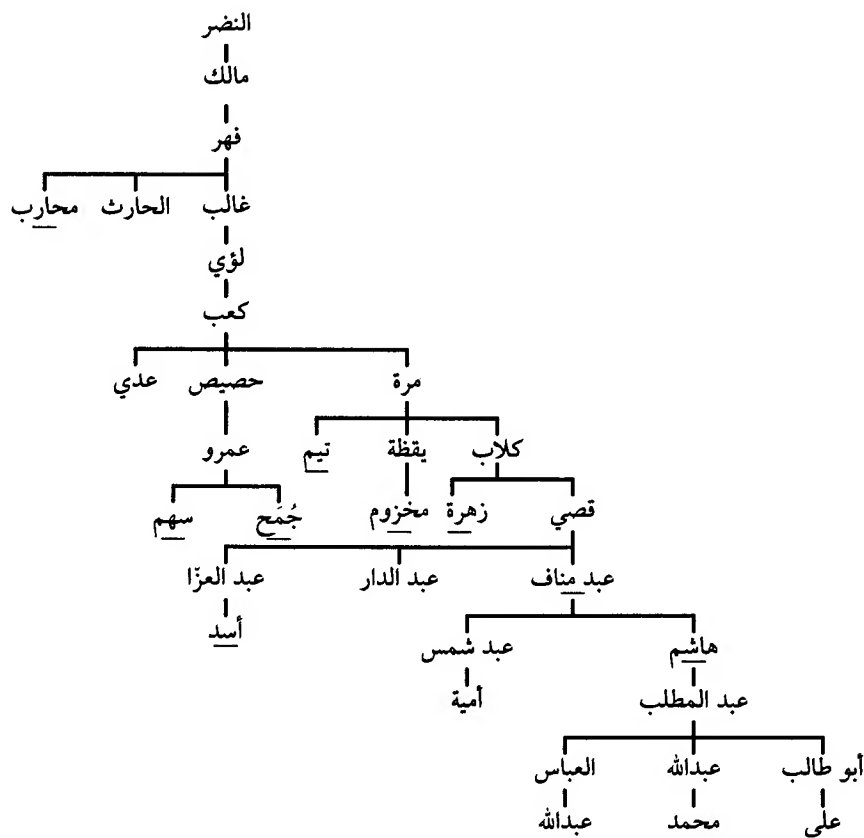 النضر
مالك
فهر
غالب الحارث محارب
لؤي
كعب
مرة حصيص عدي
كلاب يقظة تيم عمرو
قصي زهرة مخزوم جُمَح سهم
عبد مناف عبد الدار عبد العزّا
هاشم عبد شمس أسد
عبد المطلب أمية
أبو طالب عبدالله العباس
على محمد عبدالله